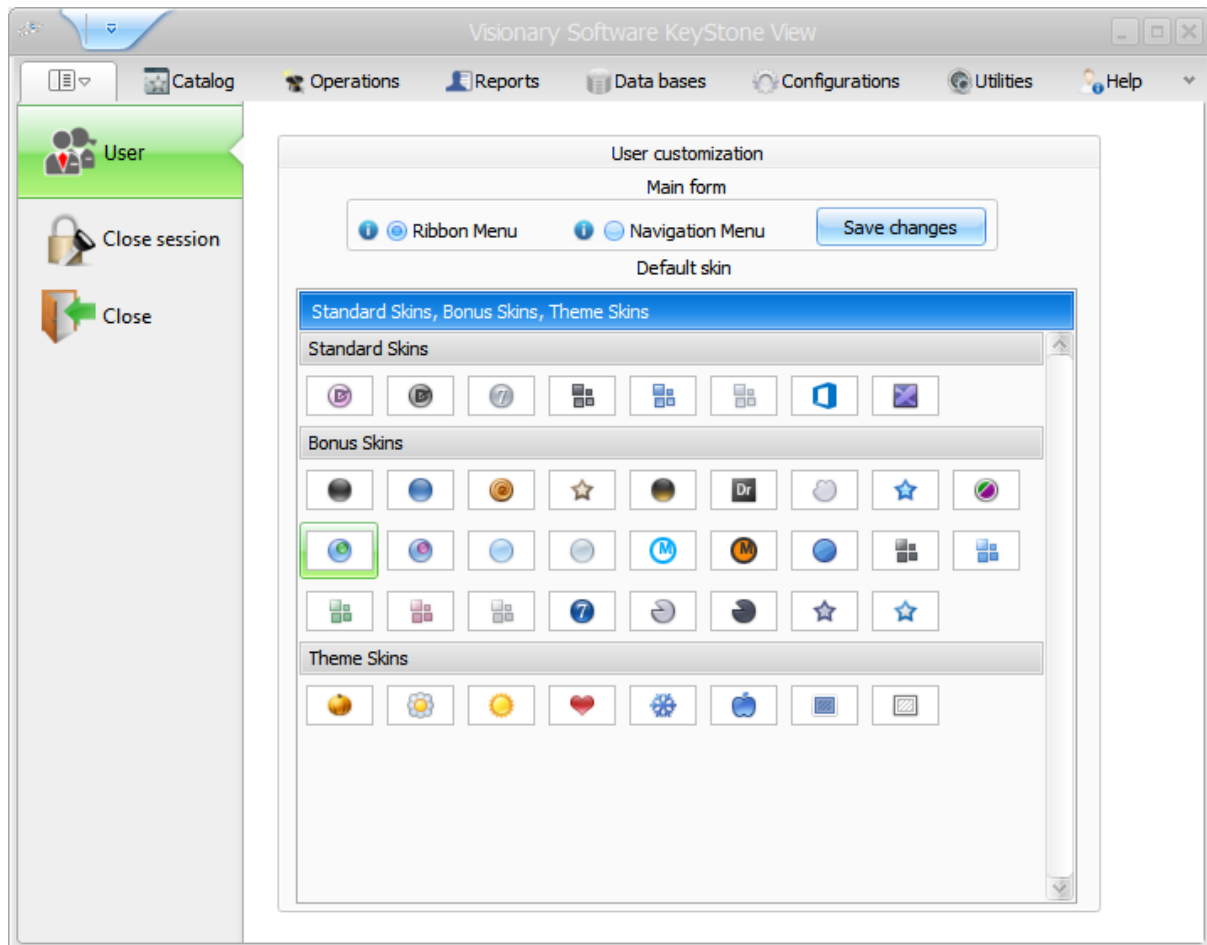 Visionary Software KeyStone View
Catalog Operations Reports Data bases Configurations Utilities Help
User
User customization
Main form
Ribbon Menu Navigation Menu Save changes
Close session
Default skin
Close
Standard Skins, Bonus Skins, Theme Skins
Standard Skins
7
Bonus Skins
Dr
M M
7
Theme Skins